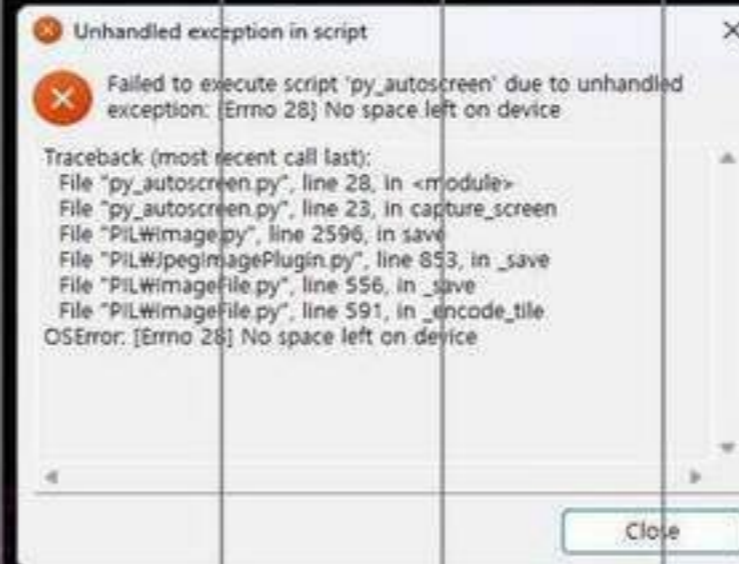 Unhandled exception in script
Failed to execute script 'py_autoscreen' due to unhandled
exception: [Errno 28] No space left on device
Traceback (most recent call last):
File "py_autoscreen.py", line 28, in <module>
File "py_autoscreen.py", line 23, in capture_screen
File "PIL₩Image.py", line 2596, in save
File "PIL₩JpegImagePlugin.py", line 853, in _save
File "PIL₩ImageFile.py", line 556, in _save
File "PIL₩ImageFile.py", line 591, in _encode_tile
OSError: [Errno 28] No space left on device
Close